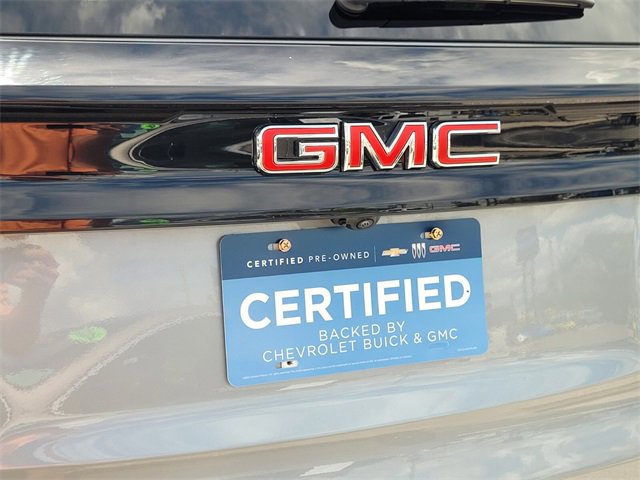 GMC
CERTIFIED PRE-OWNED GMC
CERTIFIED
BACKED BY
CHEVROLET BUICK & GMC